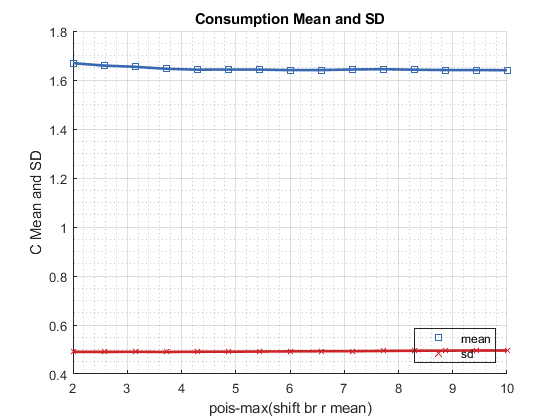 Consumption Mean and SD
1.8
1.6
1.4
1.2
1
0.8
0.6
0.4
C Mean and SD
mean
sd
2 3 4 5 6 7 8 9 10
pois-max(shift br r mean)